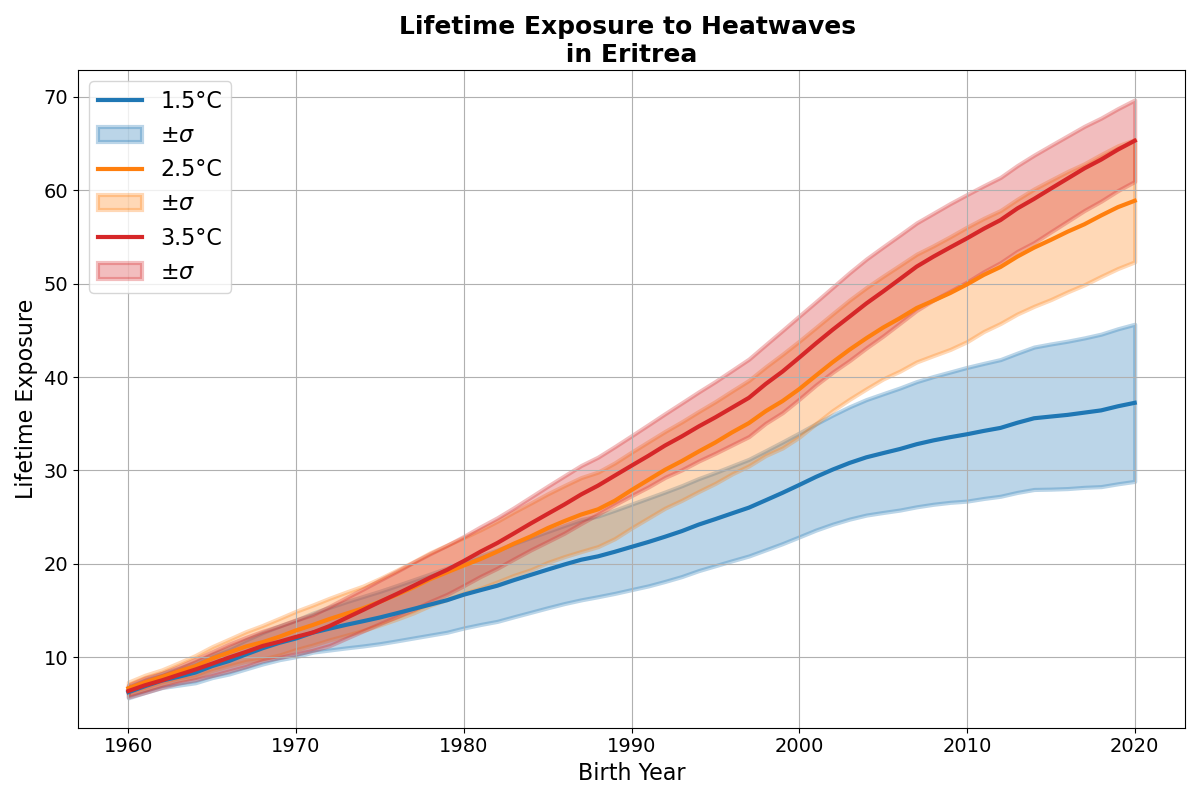 Lifetime Exposure to Heatwaves
in Eritrea
1.5°C
±σ
2.5°C
±σ
3.5°C
±σ
Lifetime Exposure
70
60
50
40
30
20
10
1960 1970 1980 1990 2000 2010 2020
Birth Year